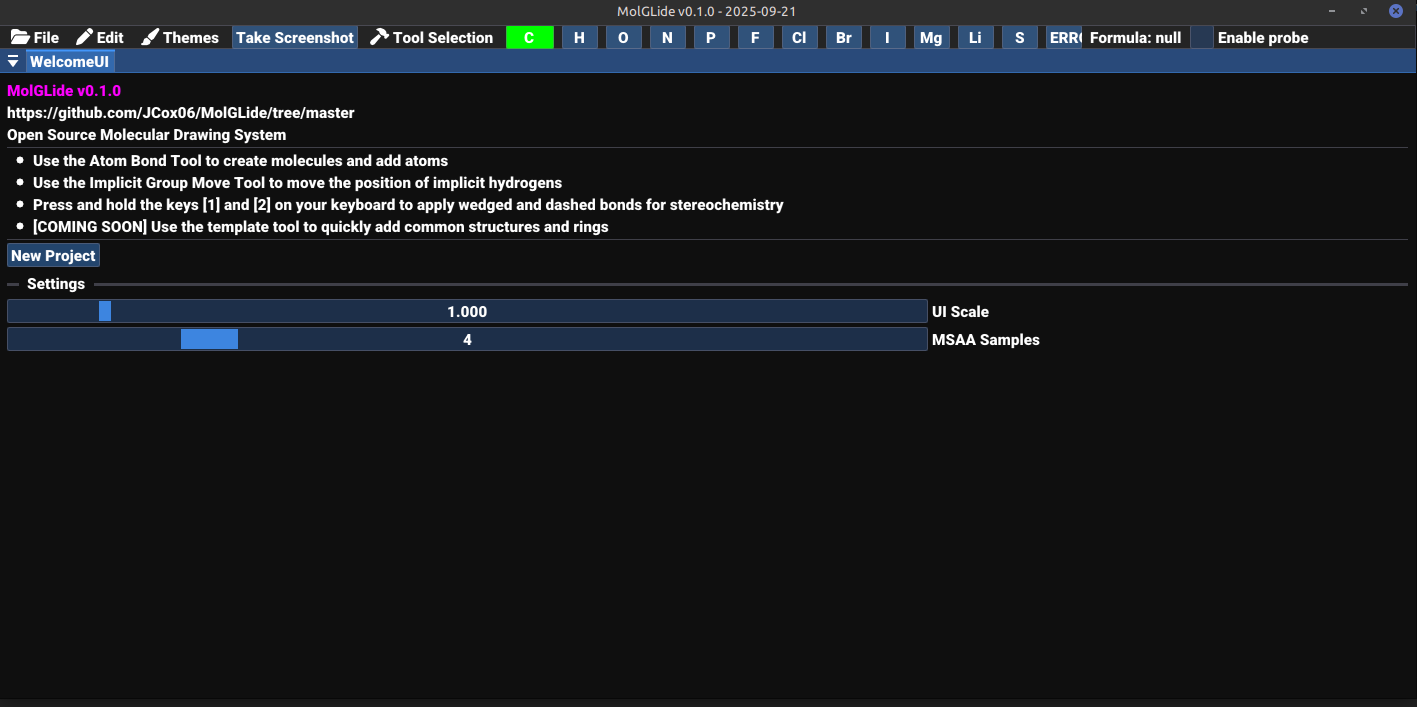 MolGLide v0.1.0 - 2025-09-21
File Edit Themes Take Screenshot Tool Selection C H O N P F Cl Br I Mg Li S ERR Formula: null Enable probe
WelcomeUI
MolGLide v0.1.0
https://github.com/JCox06/MolGLide/tree/master
Open Source Molecular Drawing System
Use the Atom Bond Tool to create molecules and add atoms
Use the Implicit Group Move Tool to move the position of implicit hydrogens
Press and hold the keys [1] and [2] on your keyboard to apply wedged and dashed bonds for stereochemistry
[COMING SOON] Use the template tool to quickly add common structures and rings
New Project
Settings
1.000 UI Scale
4 MSAA Samples